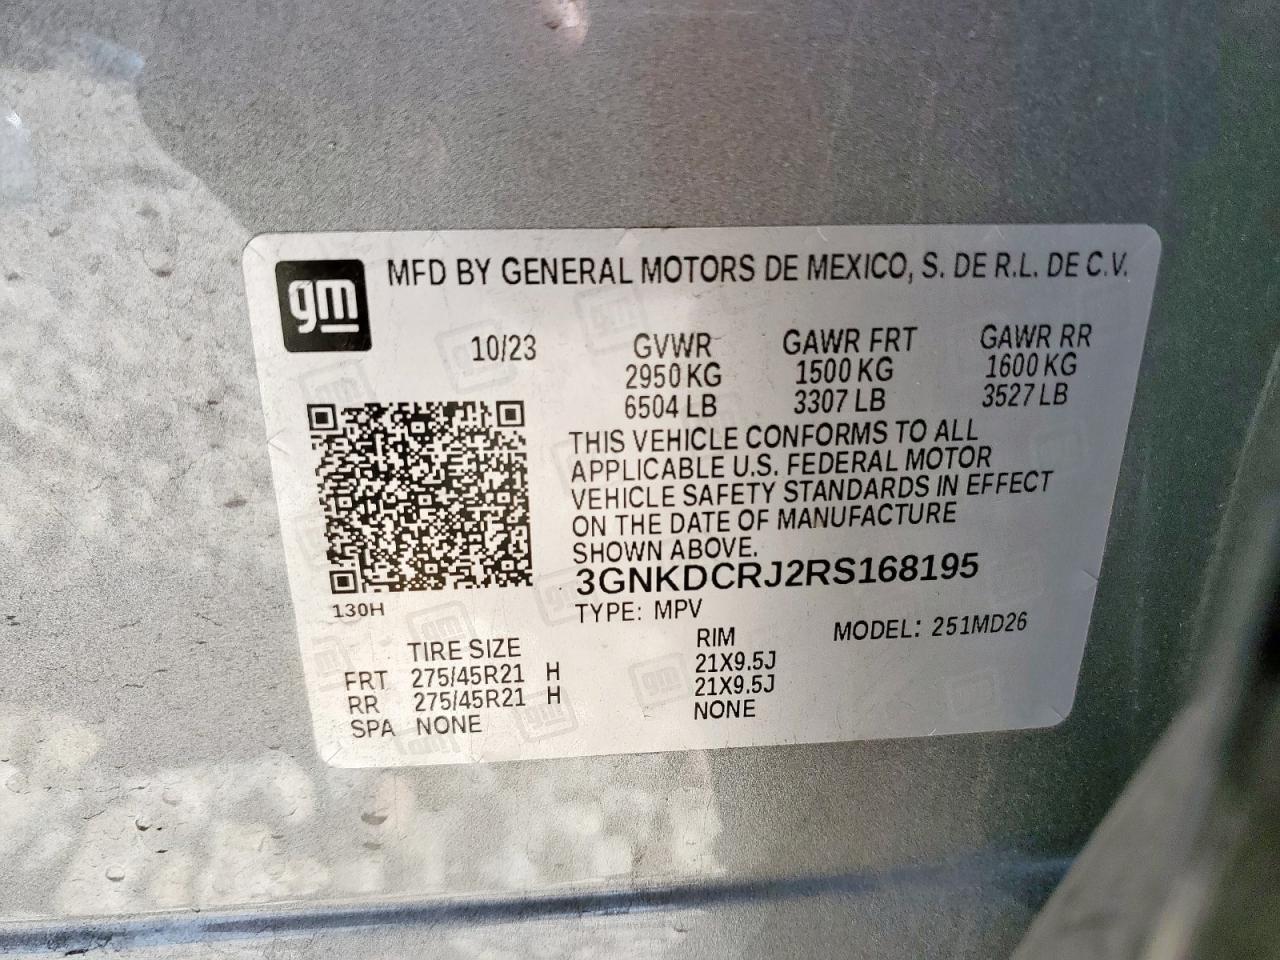 gm
MFD BY GENERAL MOTORS DE MEXICO, S. DE R.L. DE C.V.
10/23 GVWR GAWR FRT GAWR RR
2950 KG 1500 KG 1600 KG
6504 LB 3307 LB 3527 LB
THIS VEHICLE CONFORMS TO ALL
APPLICABLE U.S. FEDERAL MOTOR
VEHICLE SAFETY STANDARDS IN EFFECT
ON THE DATE OF MANUFACTURE
SHOWN ABOVE.
3GNKDCRJ2RS168195
130H
TYPE: MPV MODEL: 251MD26
TIRE SIZE RIM
FRT 275/45R21 H 21X9.5J
RR 275/45R21 H 21X9.5J
SPA NONE NONE